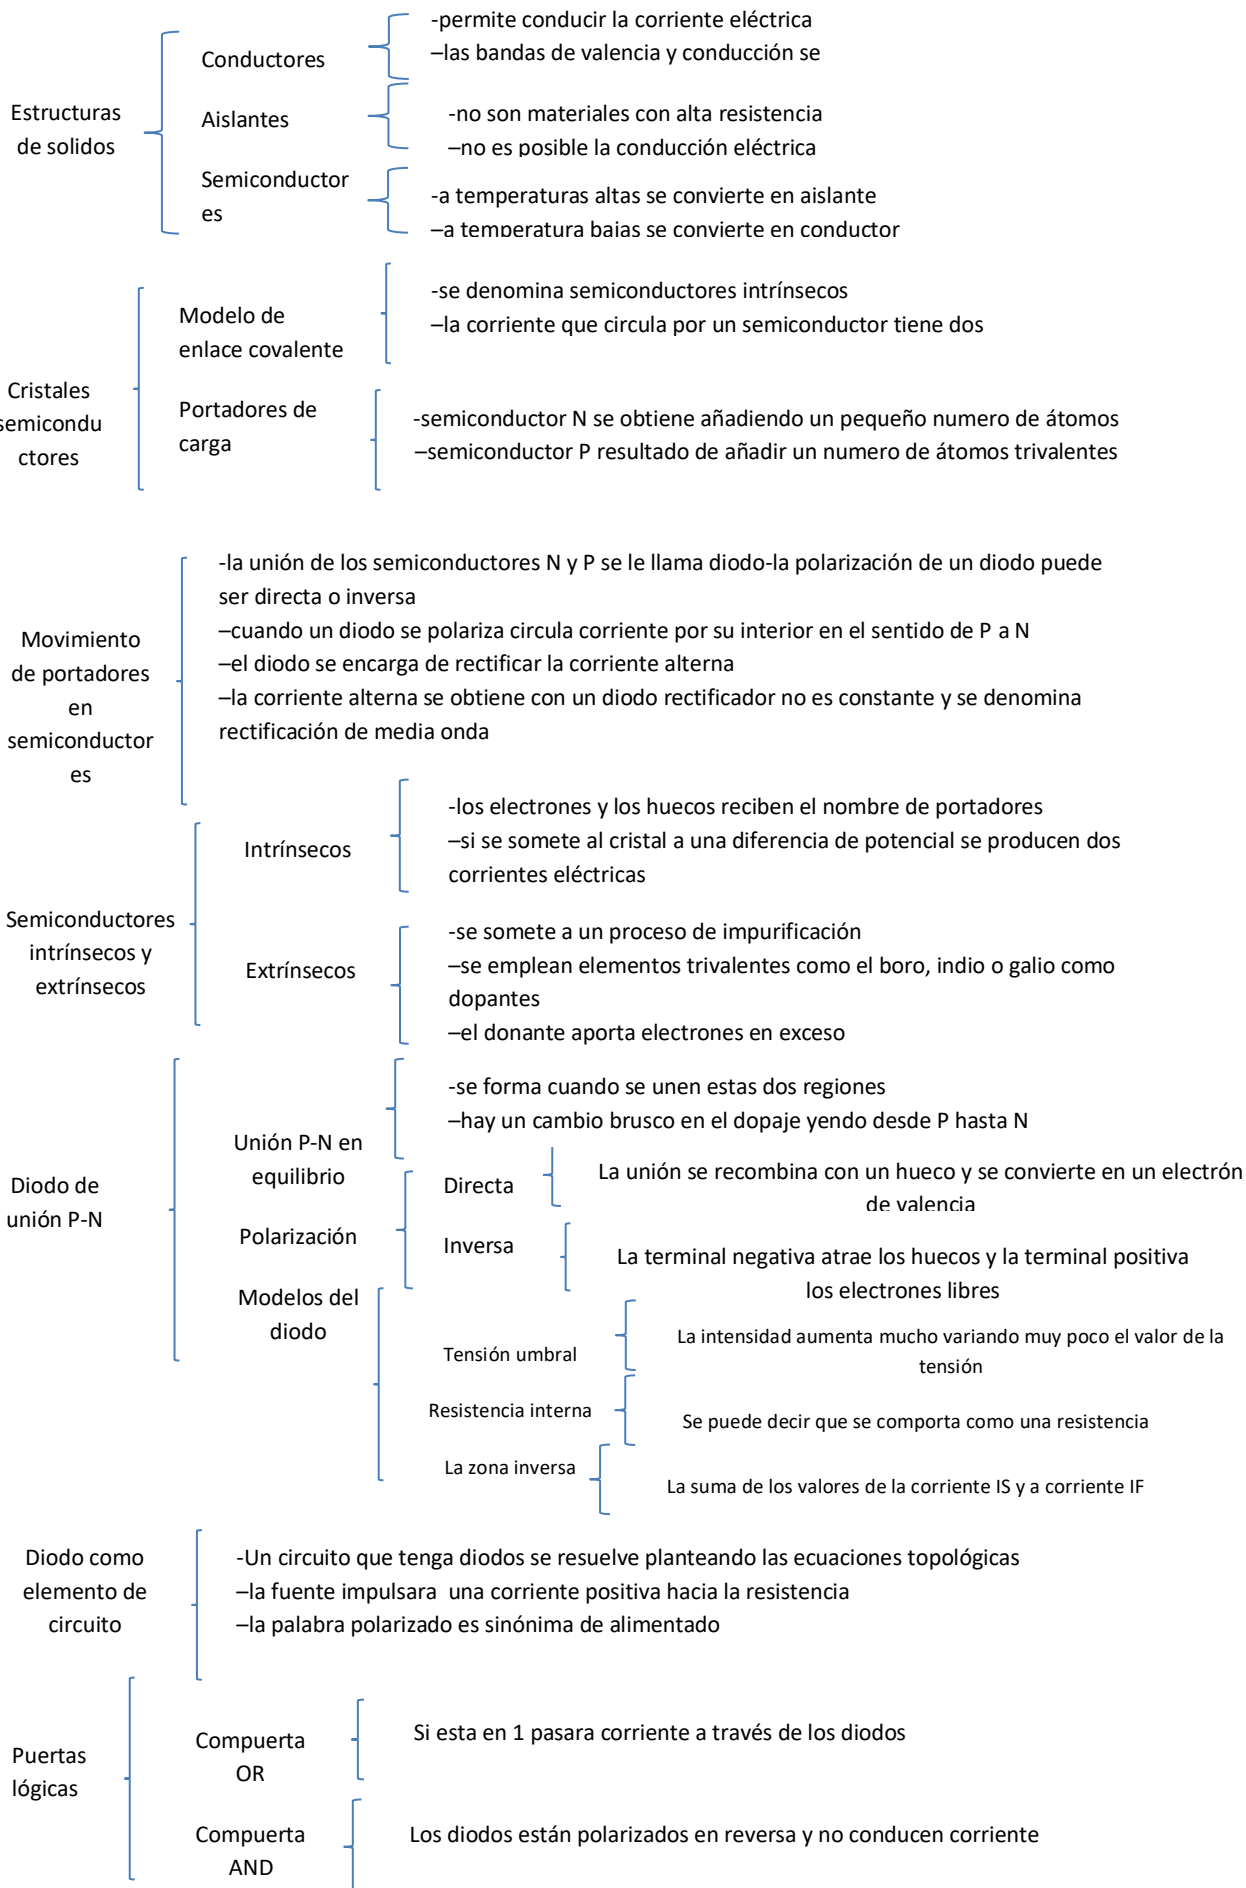 Estructuras
de solidos
Conductores
-permite conducir la corriente eléctrica
–las bandas de valencia y conducción se
Aislantes
-no son materiales con alta resistencia
–no es posible la conducción eléctrica
Semiconductor
es
-a temperaturas altas se convierte en aislante
–a temperatura bajas se convierte en conductor
Cristales
semicondu
ctores
Modelo de
enlace covalente
-se denomina semiconductores intrínsecos
–la corriente que circula por un semiconductor tiene dos
Portadores de
carga
-semiconductor N se obtiene añadiendo un pequeño numero de átomos
–semiconductor P resultado de añadir un numero de átomos trivalentes
Movimiento
de portadores
en
semiconductor
es
-la unión de los semiconductores N y P se le llama diodo-la polarización de un diodo puede
ser directa o inversa
–cuando un diodo se polariza circula corriente por su interior en el sentido de P a N
–el diodo se encarga de rectificar la corriente alterna
–la corriente alterna se obtiene con un diodo rectificador no es constante y se denomina
rectificación de media onda
Semiconductores
intrínsecos y
extrínsecos
Intrínsecos
-los electrones y los huecos reciben el nombre de portadores
–si se somete al cristal a una diferencia de potencial se producen dos
corrientes eléctricas
Extrínsecos
-se somete a un proceso de impurificación
–se emplean elementos trivalentes como el boro, indio o galio como
dopantes
–el donante aporta electrones en exceso
Diodo de
unión P-N
Unión P-N en
equilibrio
-se forma cuando se unen estas dos regiones
–hay un cambio brusco en el dopaje yendo desde P hasta N
Polarización
Directa
La unión se recombina con un hueco y se convierte en un electrón
de valencia
Inversa
La terminal negativa atrae los huecos y la terminal positiva
los electrones libres
Modelos del
diodo
Tensión umbral
La intensidad aumenta mucho variando muy poco el valor de la
tensión
Resistencia interna
Se puede decir que se comporta como una resistencia
La zona inversa
La suma de los valores de la corriente IS y a corriente IF
Diodo como
elemento de
circuito
-Un circuito que tenga diodos se resuelve planteando las ecuaciones topológicas
–la fuente impulsara una corriente positiva hacia la resistencia
–la palabra polarizado es sinónima de alimentado
Puertas
lógicas
Compuerta
OR
Si esta en 1 pasara corriente a través de los diodos
Compuerta
AND
Los diodos están polarizados en reversa y no conducen corriente